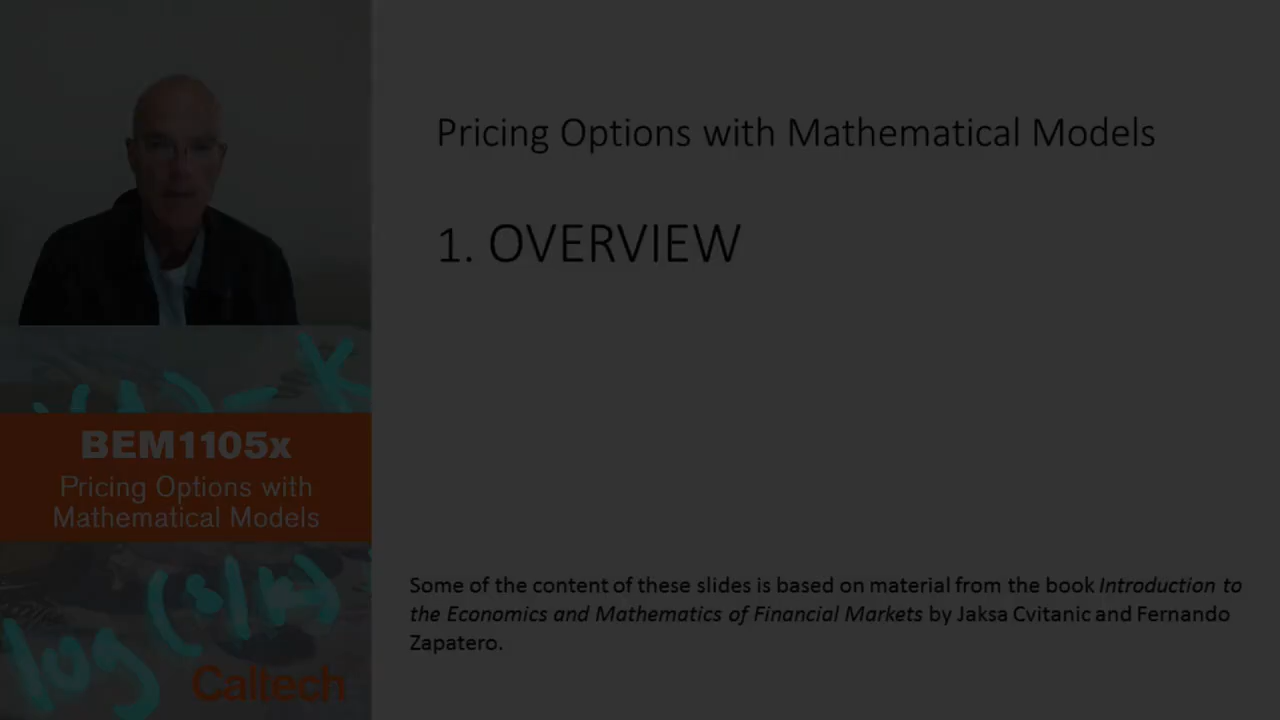 Pricing Options with Mathematical Models
1. OVERVIEW
BEM1105x
Pricing Options with
Mathematical Models
Some of the content of these slides is based on material from the book Introduction to
the Economics and Mathematics of Financial Markets by Jaksa Cvitanic and Fernando
Zapatero.
log (s/k)
Caltech